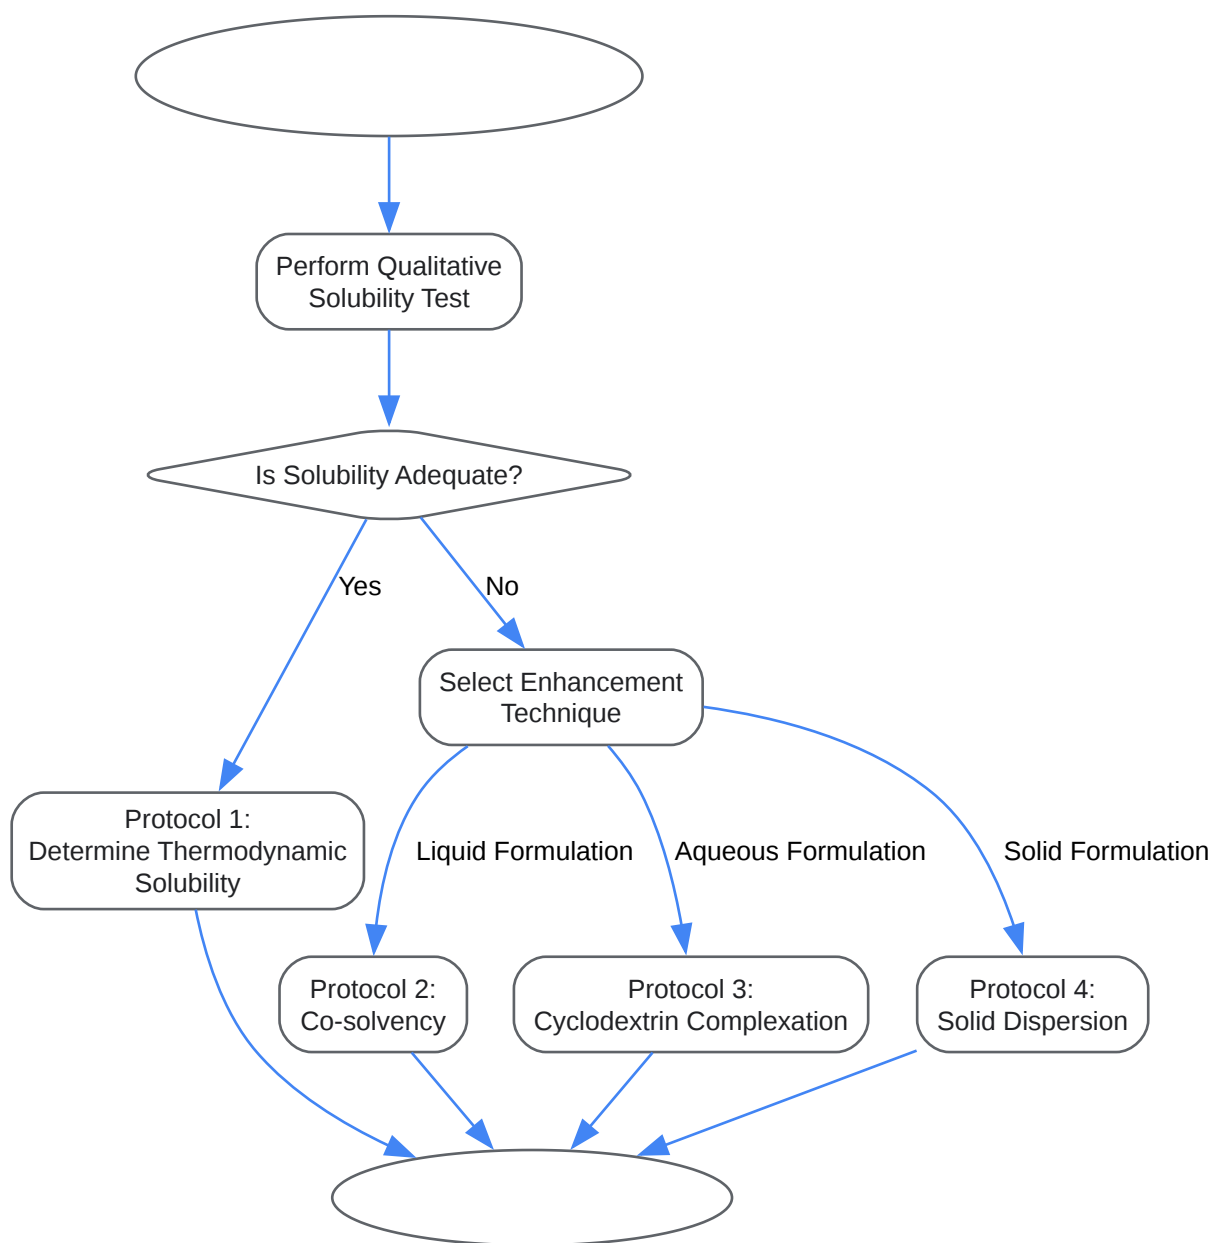 Perform Qualitative
Solubility Test
Is Solubility Adequate?
Yes
No
Select Enhancement
Technique
Protocol 1:
Determine Thermodynamic
Solubility
Liquid Formulation
Aqueous Formulation
Solid Formulation
Protocol 2:
Co-solvency
Protocol 3:
Cyclodextrin Complexation
Protocol 4:
Solid Dispersion